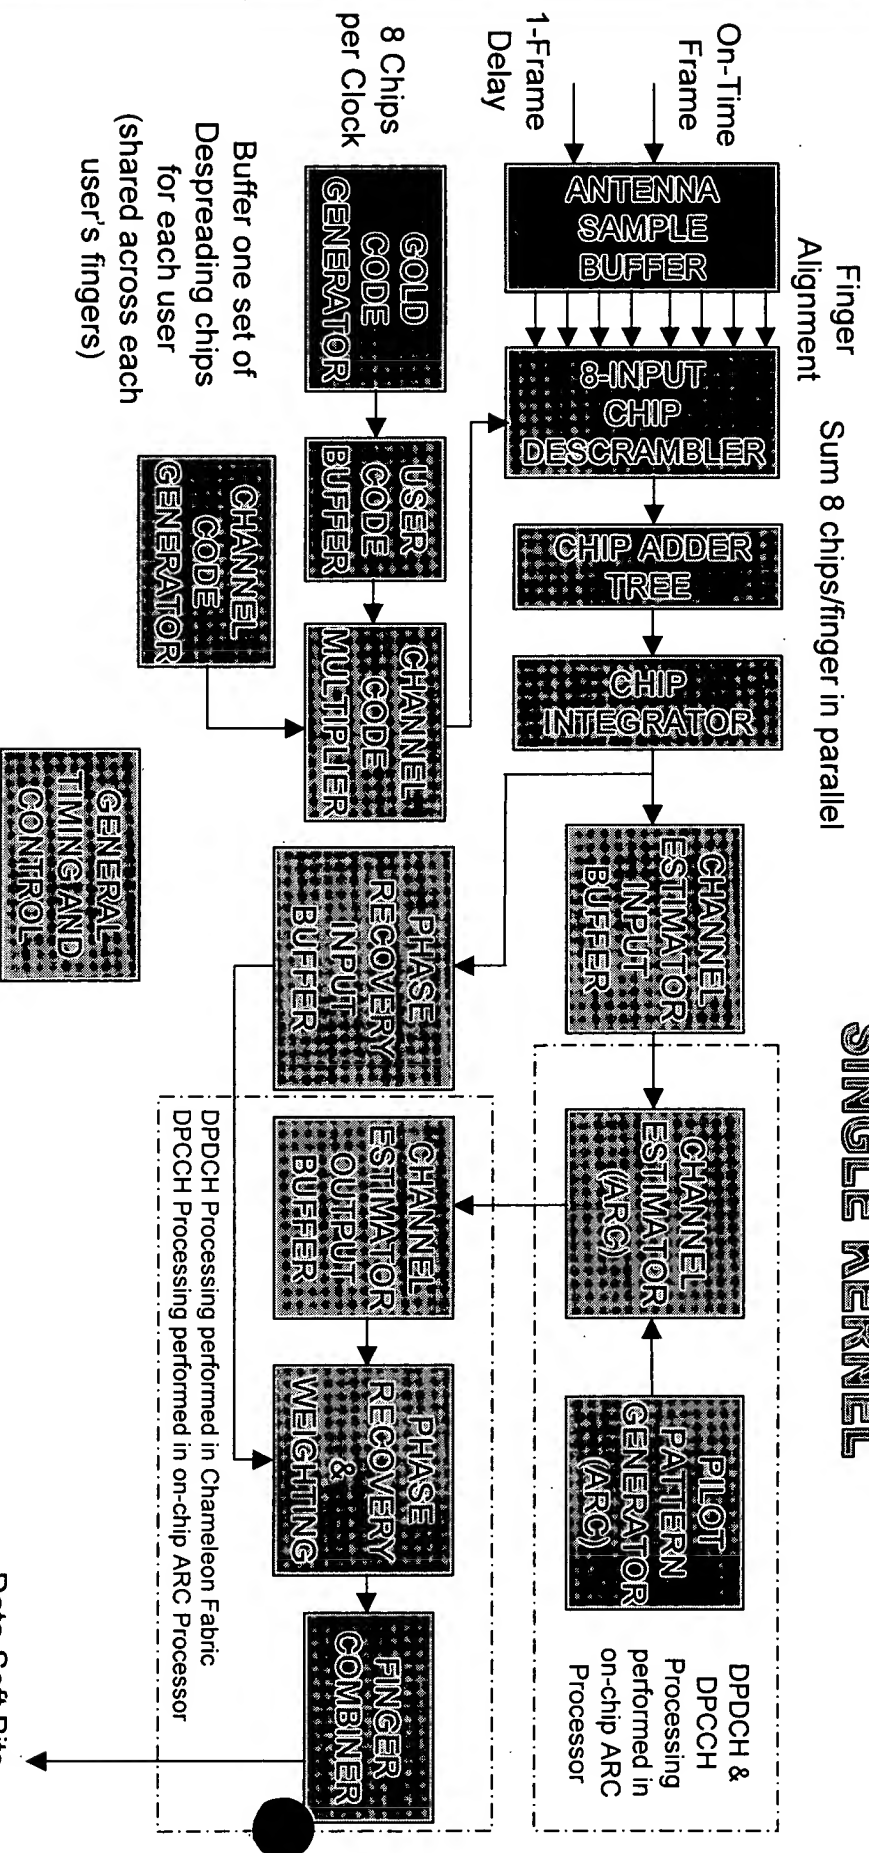 SINGLE KERNEL
On-Time
Frame
1-Frame
Delay
ANTENNA
SAMPLE
BUFFER
Finger
Alignment
8-INPUT
CHIP
DESCRAMBLER
Sum 8 chips/finger in parallel
CHIP ADDER
TREE
CHIP
INTEGRATOR
CHANNEL
ESTIMATOR
INPUT
BUFFER
CHANNEL
ESTIMATOR
(ARC)
PILOT
PATTERN
GENERATOR
(ARC)
DPDCH &
DPCCH
Processing
performed in
on-chip ARC
Processor
8 Chips
per Clock
GOLD
CODE
GENERATOR
USER
CODE
BUFFER
CHANNEL
CODE
MULTIPLIER
PHASE
RECOVERY
INPUT
BUFFER
CHANNEL
ESTIMATOR
OUTPUT
BUFFER
PHASE
RECOVERY
&
WEIGHTING
FINGER
COMBINER
Buffer one set of
Despreading chips
for each user
(shared across each
user's fingers)
CHANNEL
CODE
GENERATOR
DPDCH Processing performed in Chameleon Fabric
DPCCH Processing performed in on-chip ARC Processor
GENERAL
TIMING AND
CONTROL
Data Soft Bits